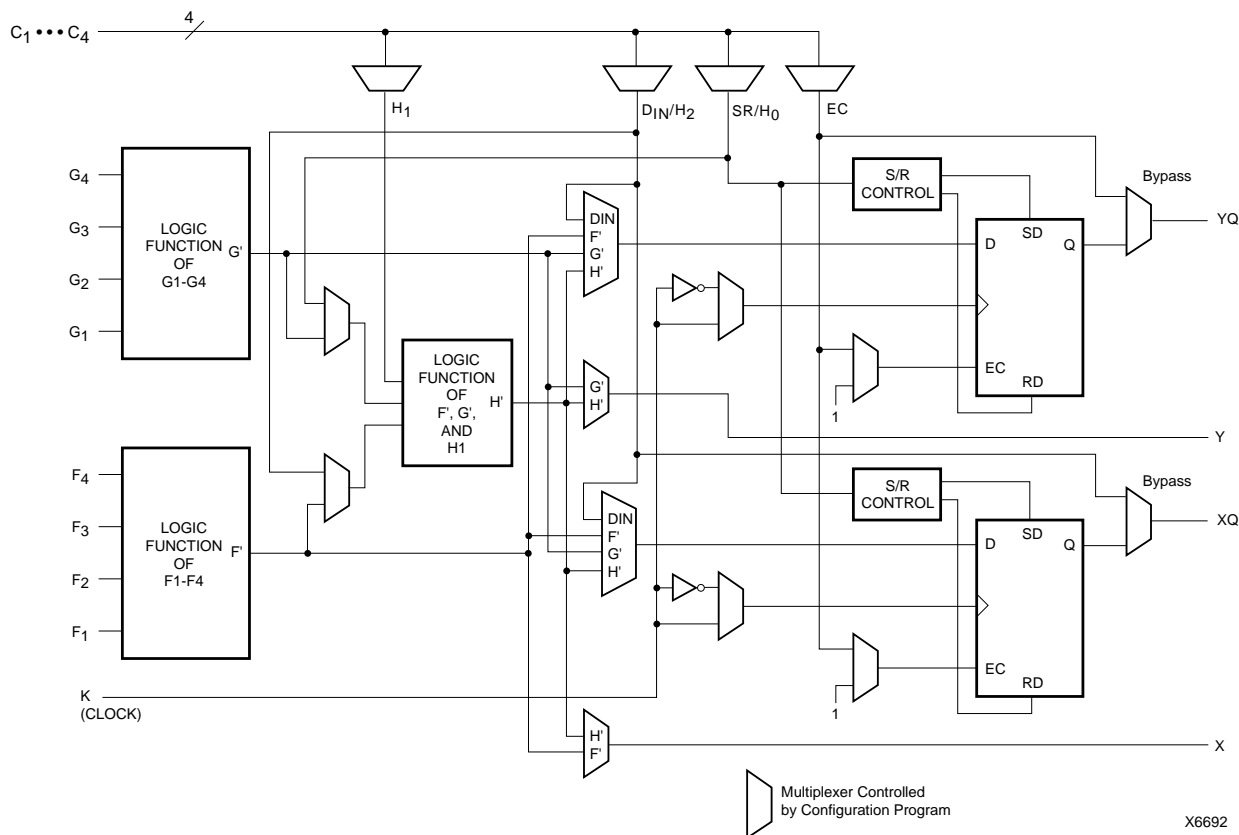 C1 ••• C4
4
H1
DIN/H2
SR/H0
EC
G4
G3
G2
G1
LOGIC
FUNCTION
OF
G1-G4
G'
DIN
F'
G'
H'
S/R
CONTROL
Bypass
D
SD
Q
YQ
EC
RD
1
LOGIC
FUNCTION
OF
F', G',
AND
H1
H'
G'
H'
Y
F4
F3
F2
F1
LOGIC
FUNCTION
OF
F1-F4
F'
DIN
F'
G'
H'
S/R
CONTROL
Bypass
D
SD
Q
XQ
EC
RD
1
K
(CLOCK)
H'
F'
X
Multiplexer Controlled
by Configuration Program
X6692